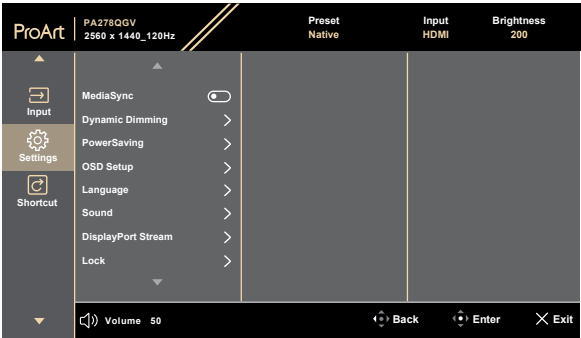 ProArt
PA278QGV
2560 x 1440_120Hz
Preset
Native
Input
HDMI
Brightness
200
Input
Settings
Shortcut
MediaSync
Dynamic Dimming
PowerSaving
OSD Setup
Language
Sound
DisplayPort Stream
Lock
Volume 50
Back
Enter
Exit